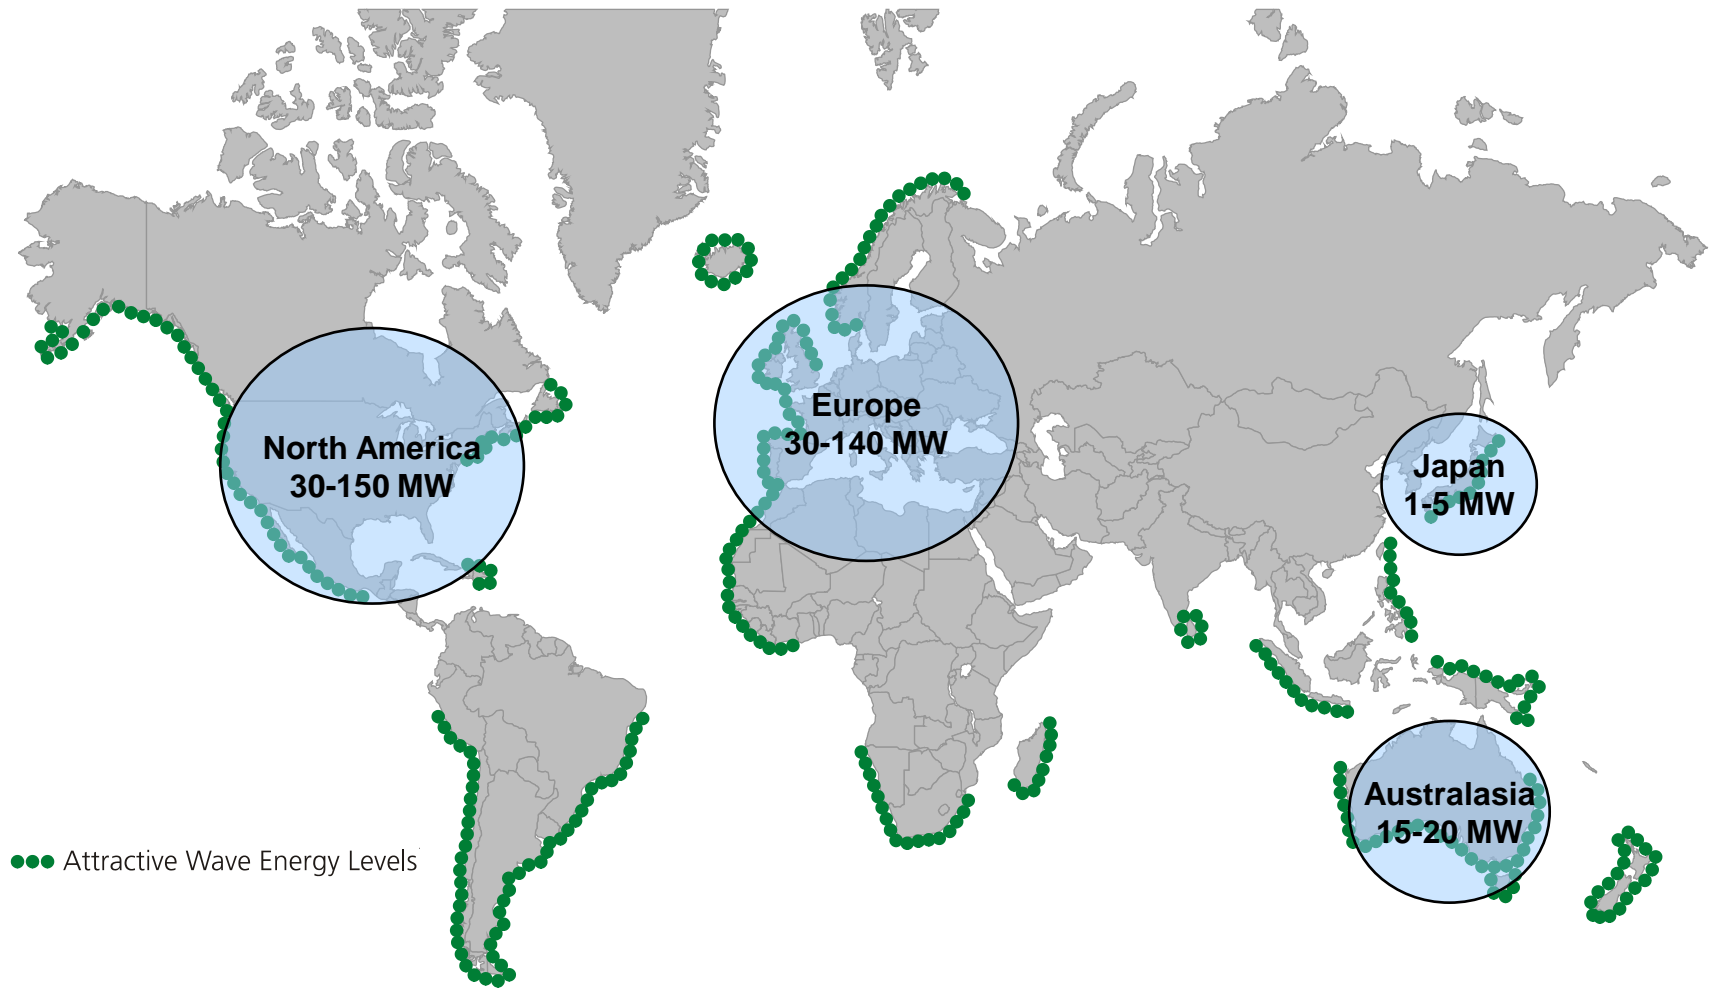 North America
30-150 MW
Europe
30-140 MW
Japan
1-5 MW
Australasia
15-20 MW
Attractive Wave Energy Levels